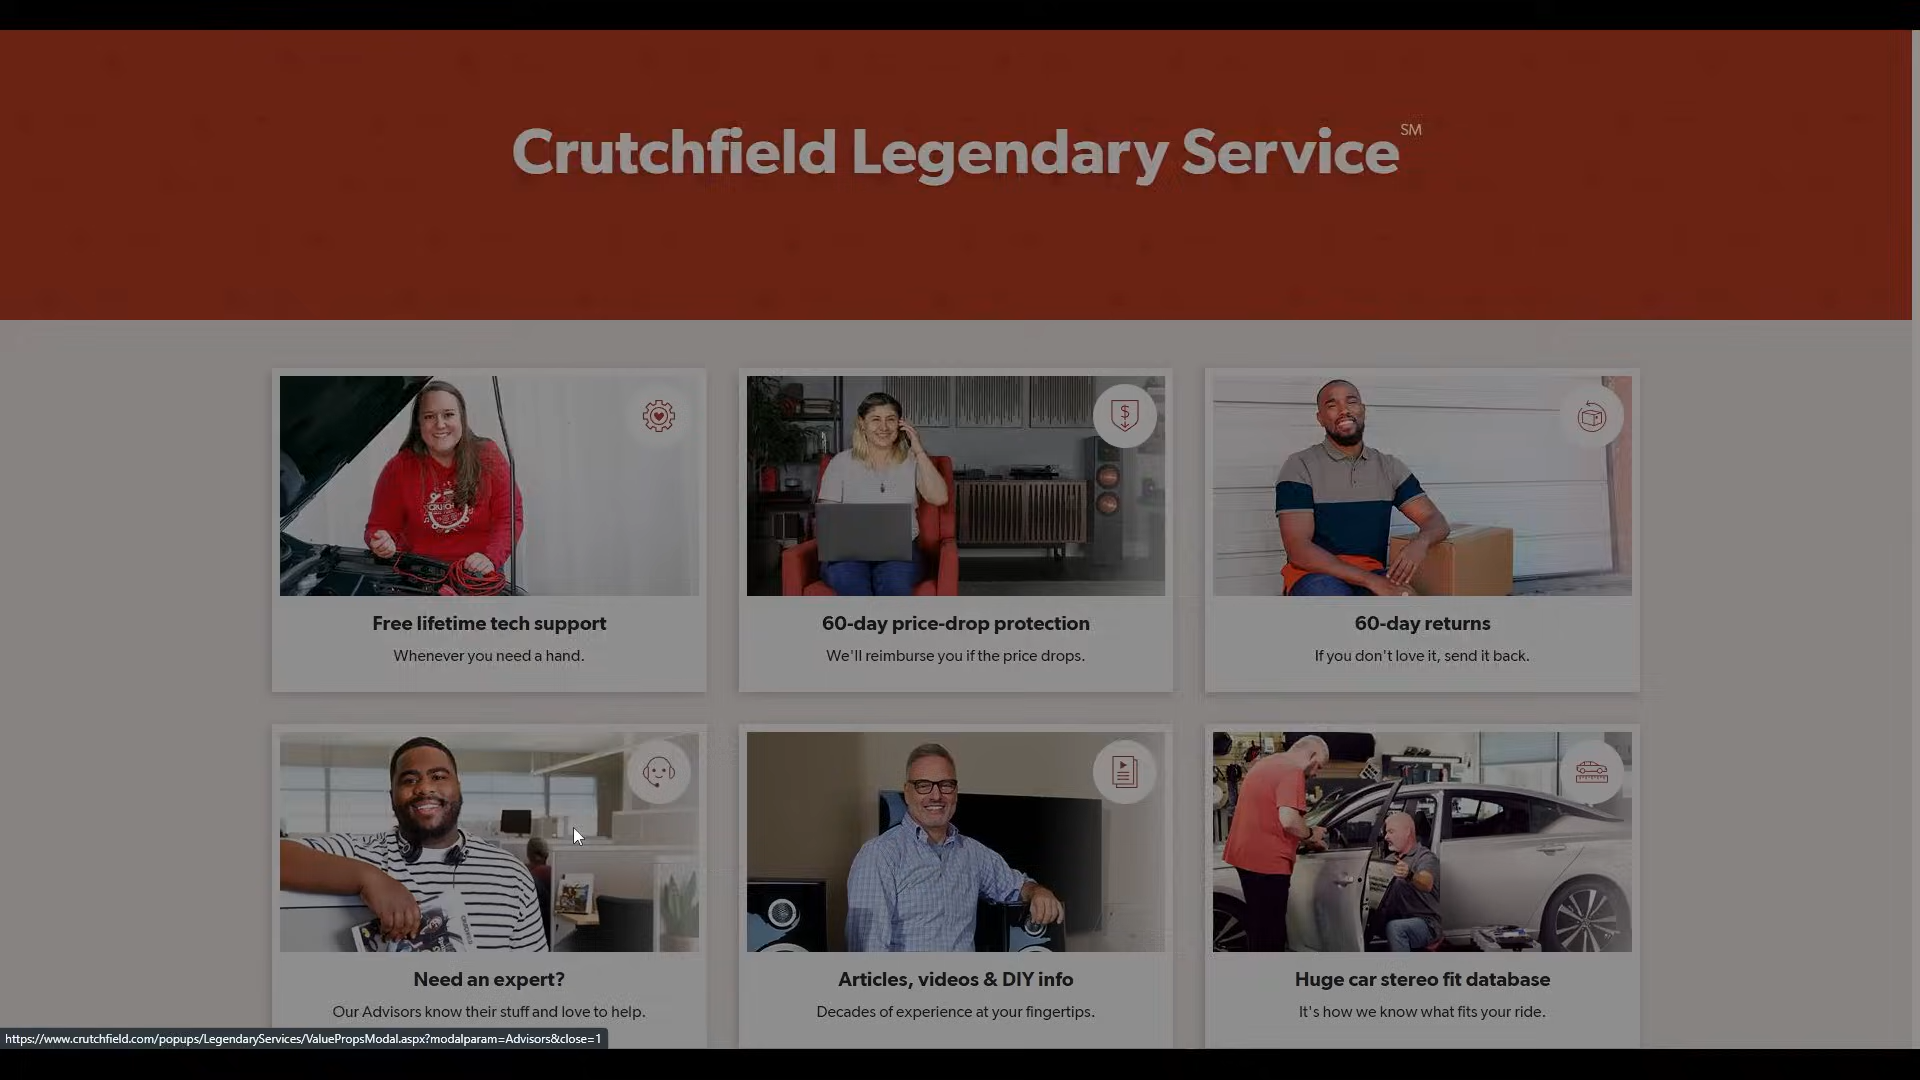 Crutchfield Legendary Service SM
Free lifetime tech support
Whenever you need a hand.
60-day price-drop protection
We'll reimburse you if the price drops.
60-day returns
If you don't love it, send it back.
Need an expert?
Our Advisors know their stuff and love to help.
Articles, videos & DIY info
Decades of experience at your fingertips.
Huge car stereo fit database
It's how we know what fits your ride.
https://www.crutchfield.com/popups/LegendaryServices/ValuePropsModal.aspx?modalparam=Advisors&close=1